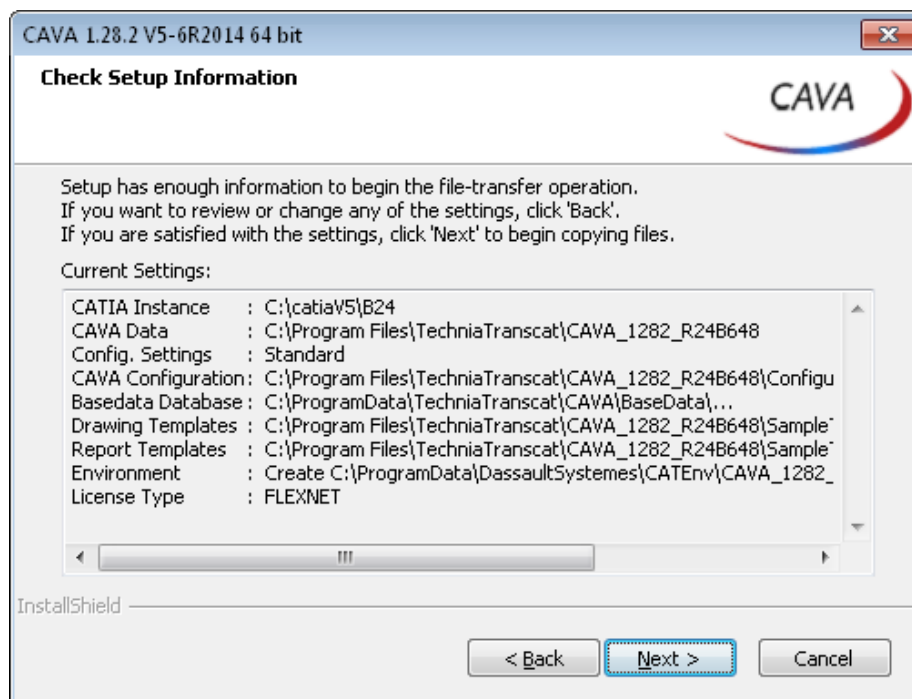 CAVA 1.28.2 V5-6R2014 64 bit
Check Setup Information
CAVA
Setup has enough information to begin the file-transfer operation.
If you want to review or change any of the settings, click 'Back'.
If you are satisfied with the settings, click 'Next' to begin copying files.
Current Settings:
CATIA Instance : C:\catiaV5\B24
CAVA Data : C:\Program Files\TechniaTranscat\CAVA_1282_R24B648
Config. Settings : Standard
CAVA Configuration: C:\Program Files\TechniaTranscat\CAVA_1282_R24B648\Configu
Basedata Database : C:\ProgramData\TechniaTranscat\CAVA\BaseData\...
Drawing Templates : C:\Program Files\TechniaTranscat\CAVA_1282_R24B648\Sample
Report Templates : C:\Program Files\TechniaTranscat\CAVA_1282_R24B648\Sample
Environment : Create C:\ProgramData\DassaultSystemes\CATEnv\CAVA_1282_
License Type : FLEXNET
InstallShield
< Back Next > Cancel